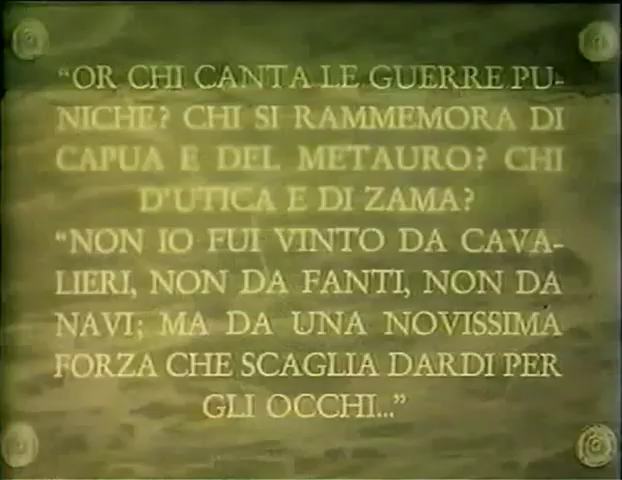 “OR CHI CANTA LE GUERRE PU-
NICHE? CHI SI RAMMEMORA DI
CAPUA E DEL METAURO? CHI
D'UTICA E DI ZAMA?
“NON IO FUI VINTO DA CAVA-
LIERI, NON DA FANTI, NON DA
NAVI; MA DA UNA NOVISSIMA
FORZA CHE SCAGLIA DARDI PER
GLI OCCHI...”